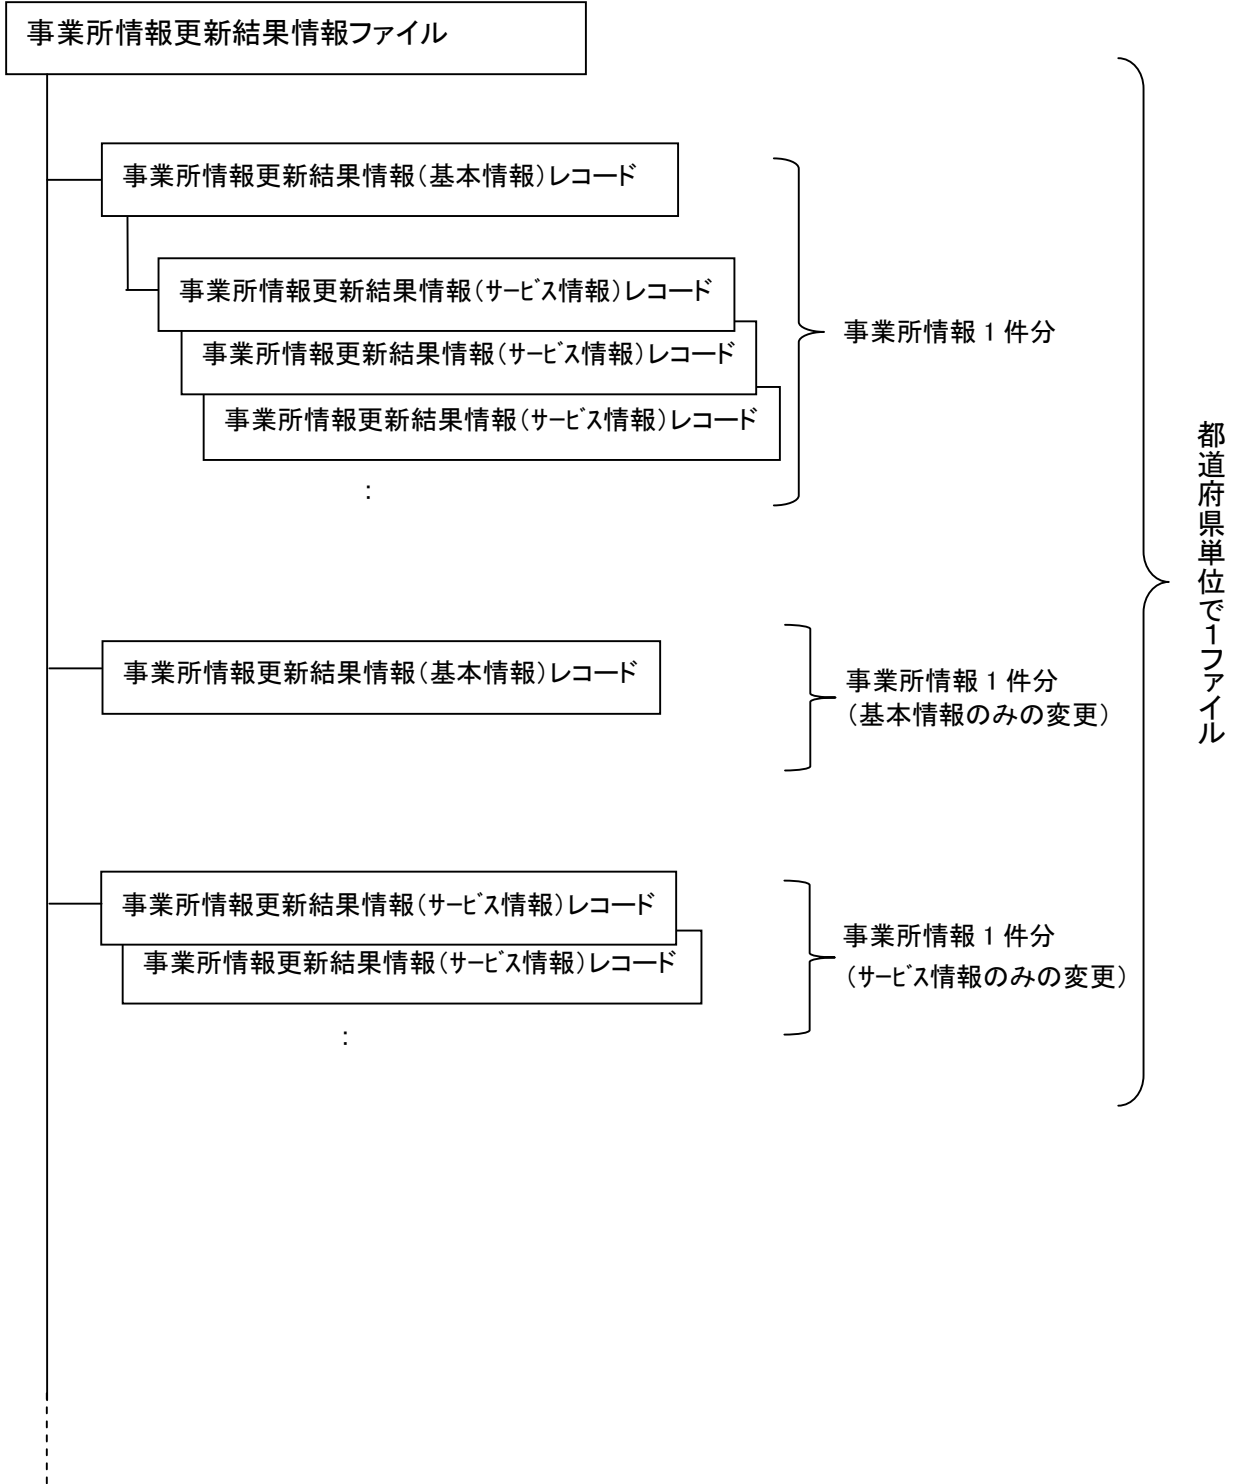 事業所情報更新結果情報ファイル
事業所情報更新結果情報（基本情報）レコード
事業所情報更新結果情報（ｻｰﾋﾞｽ情報）レコード
事業所情報更新結果情報（ｻｰﾋﾞｽ情報）レコード
事業所情報更新結果情報（ｻｰﾋﾞｽ情報）レコード
：
事業所情報１件分
事業所情報更新結果情報（基本情報）レコード
事業所情報１件分
（基本情報のみの変更）
事業所情報更新結果情報（ｻｰﾋﾞｽ情報）レコード
事業所情報更新結果情報（ｻｰﾋﾞｽ情報）レコード
：
事業所情報１件分
（ｻｰﾋﾞｽ情報のみの変更）
都道府県単位で１ファイル